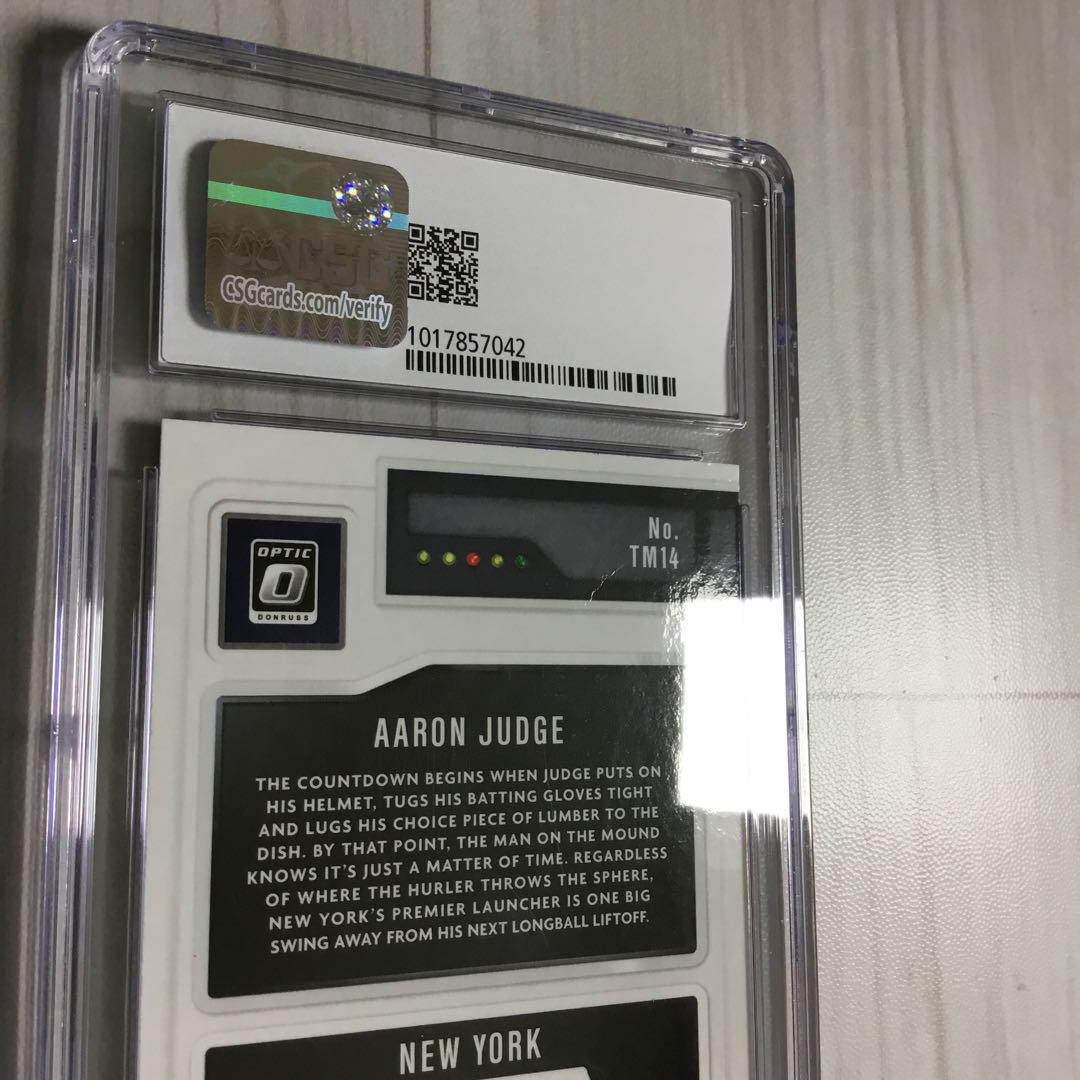 CSG
CSGcards.com/verify
1017857042
No.
TM14
OPTIC
O
DONRUSS
AARON JUDGE
THE COUNTDOWN BEGINS WHEN JUDGE PUTS ON
HIS HELMET, TUGS HIS BATTING GLOVES TIGHT
AND LUGS HIS CHOICE PIECE OF LUMBER TO THE
DISH. BY THAT POINT, THE MAN ON THE MOUND
KNOWS IT'S JUST A MATTER OF TIME. REGARDLESS
OF WHERE THE HURLER THROWS THE SPHERE,
NEW YORK'S PREMIER LAUNCHER IS ONE BIG
SWING AWAY FROM HIS NEXT LONGBALL LIFTOFF.
NEW YORK